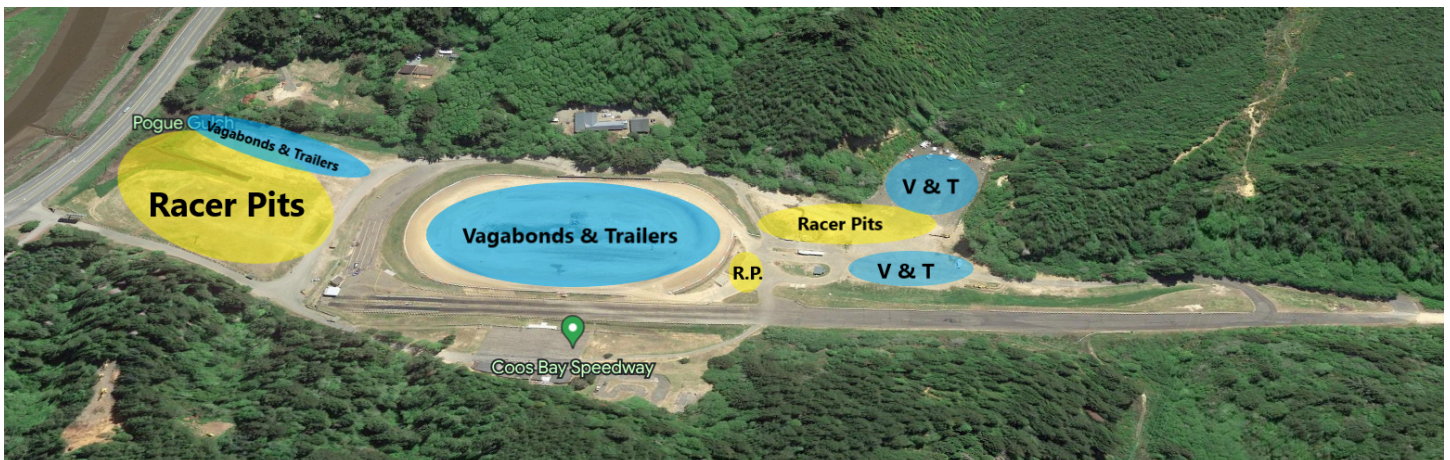 Pogue Gulch
Vagabonds & Trailers
Racer Pits
Vagabonds & Trailers
V & T
Racer Pits
V & T
R.P.
Coos Bay Speedway